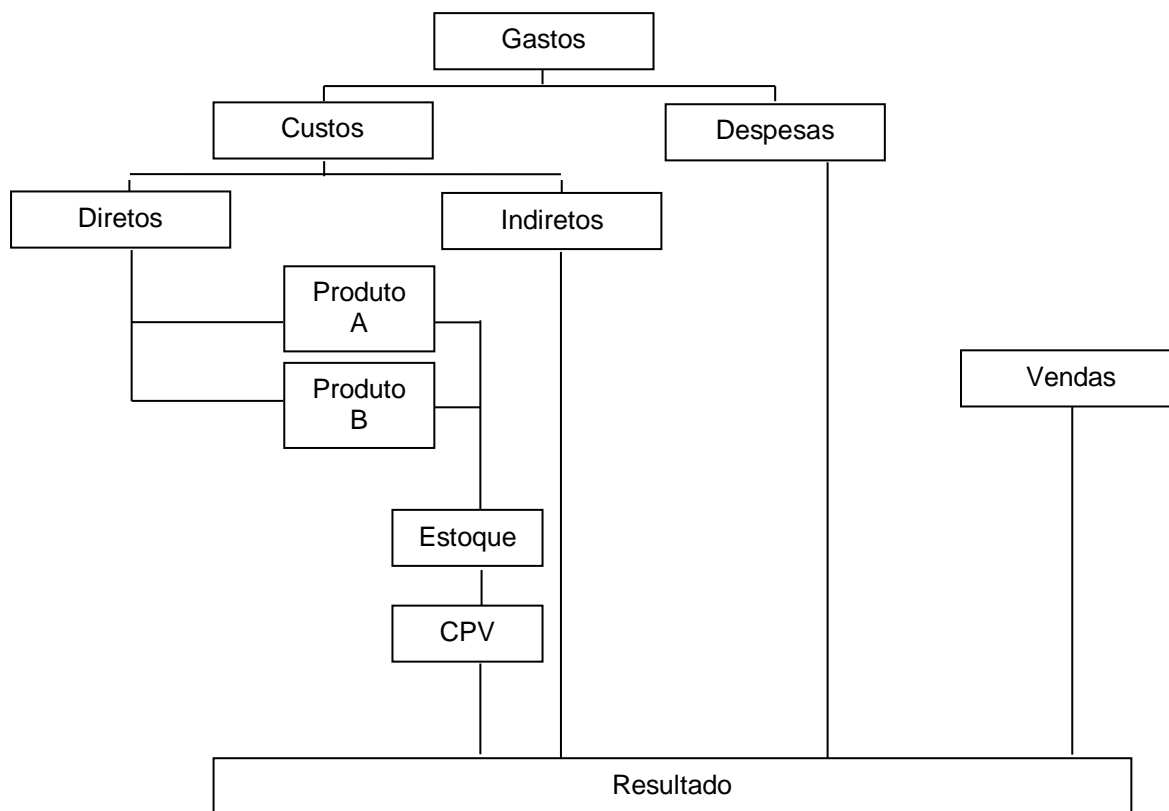 Gastos
Custos
Despesas
Diretos
Indiretos
Produto
A
Produto
B
Vendas
Estoque
CPV
Resultado